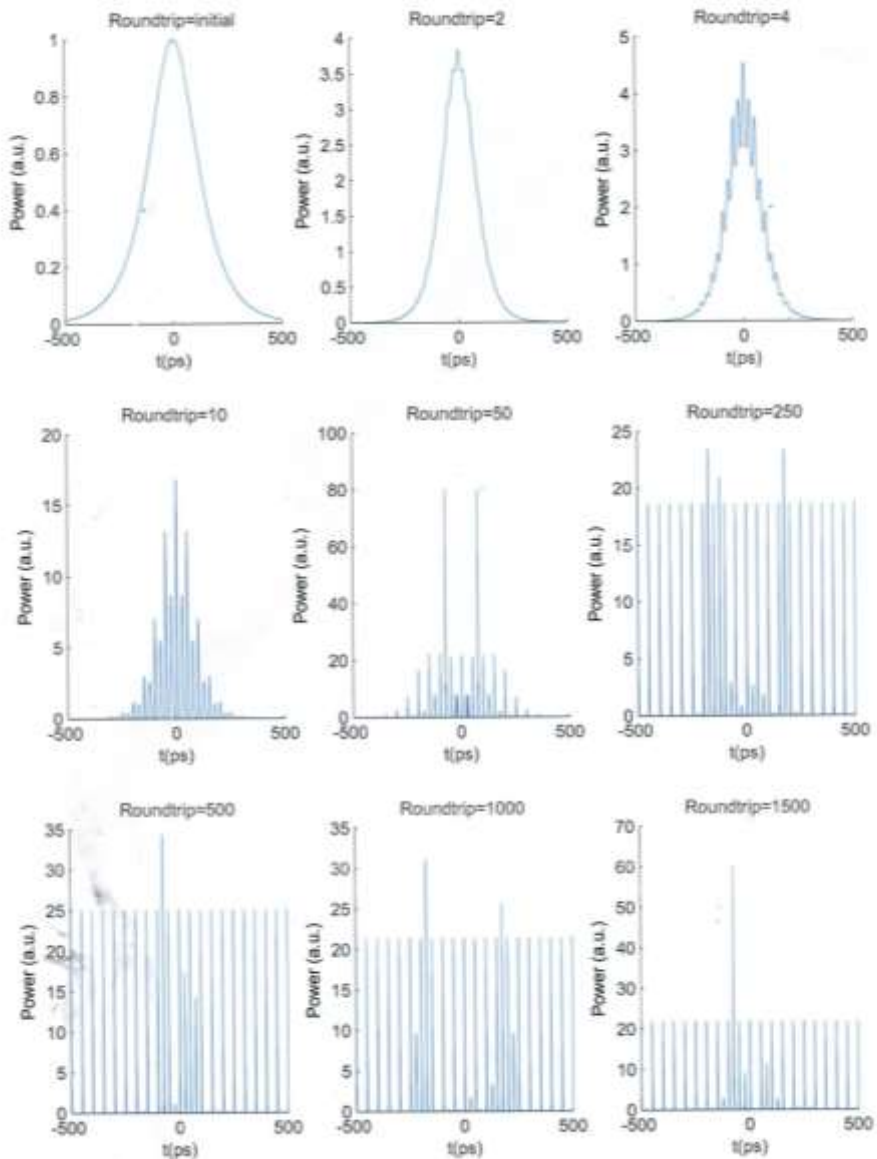 Roundtrip=initial
1
0.8
0.6
0.4
0.2
0
Power (a.u.)
-500 0 500
t(ps)
Roundtrip=2
4
3.5
3
2.5
2
1.5
1
0.5
0
Power (a.u.)
-500 0 500
t(ps)
Roundtrip=4
5
4
3
2
1
0
Power (a.u.)
-500 0 500
t(ps)
Roundtrip=10
20
15
10
5
0
Power (a.u.)
-500 0 500
t(ps)
Roundtrip=50
100
80
60
40
20
0
Power (a.u.)
-500 0 500
t(ps)
Roundtrip=250
25
20
15
10
5
0
Power (a.u.)
-500 0 500
t(ps)
Roundtrip=500
35
30
25
20
15
10
5
0
Power (a.u.)
-500 0 500
t(ps)
Roundtrip=1000
35
30
25
20
15
10
5
0
Power (a.u.)
-500 0 500
t(ps)
Roundtrip=1500
70
60
50
40
30
20
10
0
Power (a.u.)
-500 0 500
t(ps)